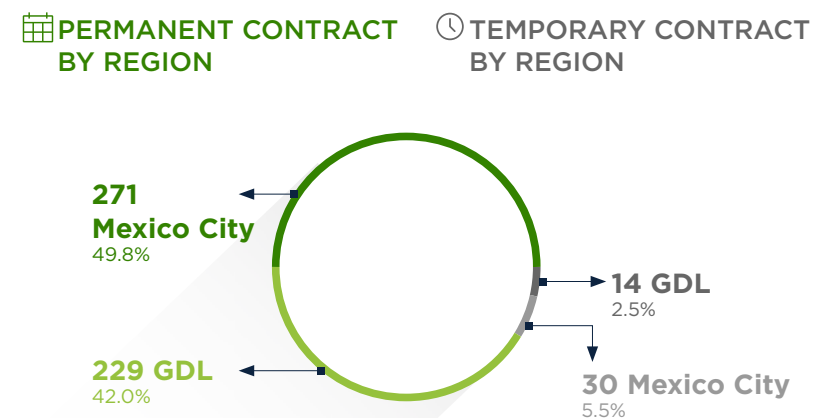 PERMANENT CONTRACT
BY REGION
TEMPORARY CONTRACT
BY REGION
271
Mexico City
49.8%
229 GDL
42.0%
14 GDL
2.5%
30 Mexico City
5.5%